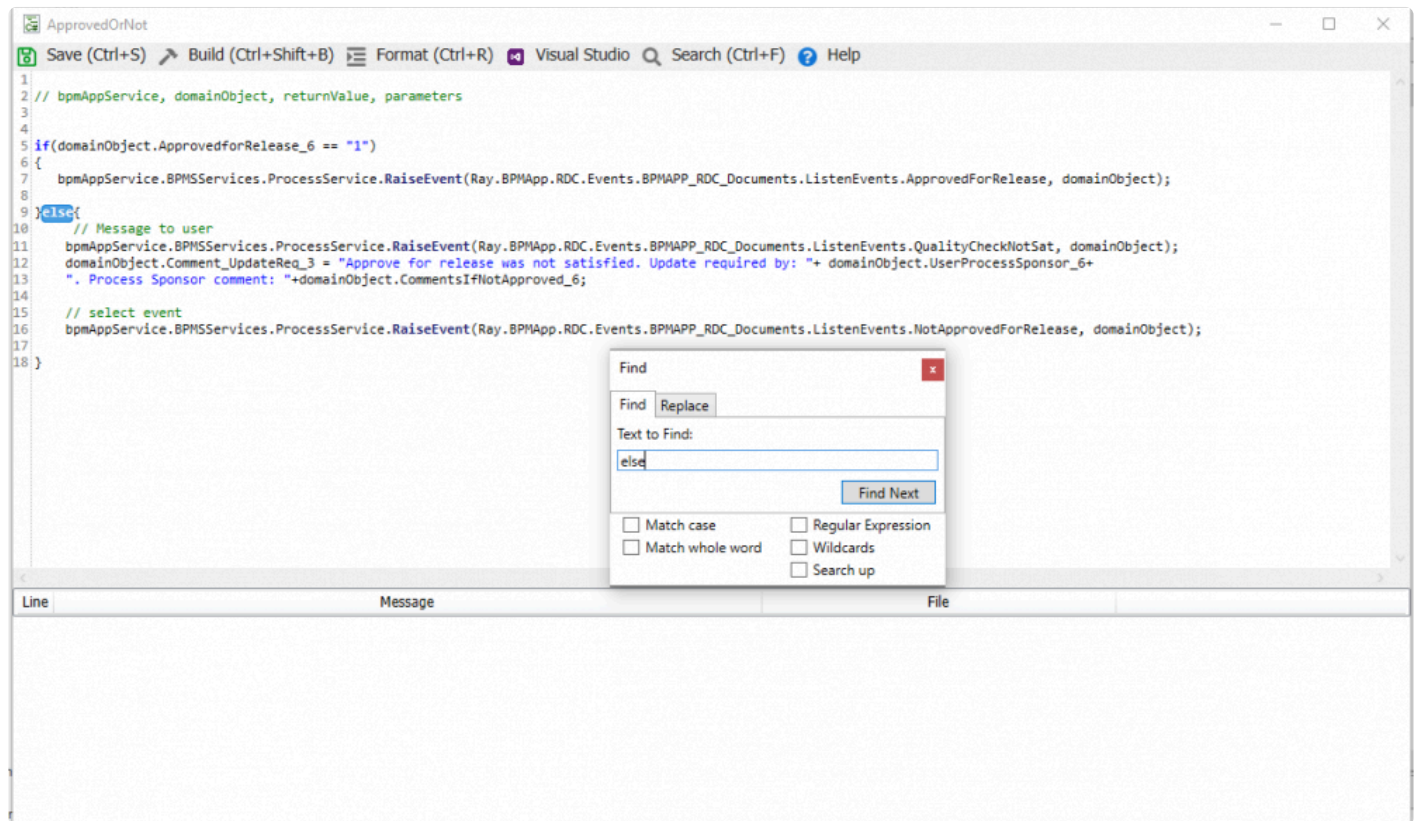 ApprovedOrNot
Save (Ctrl+S) Build (Ctrl+Shift+B) Format (Ctrl+R) Visual Studio Search (Ctrl+F) Help
1
2 // bpmAppService, domainObject, returnValue, parameters
3
4
5 if(domainObject.ApprovedforRelease_6 == "1")
6 {
7 bpmAppService.BPMSServices.ProcessService.RaiseEvent(Ray.BPMApp.RDC.Events.BPMAPP_RDC_Documents.ListenEvents.ApprovedForRelease, domainObject);
8
9 }else{
10 // Message to user
11 bpmAppService.BPMSServices.ProcessService.RaiseEvent(Ray.BPMApp.RDC.Events.BPMAPP_RDC_Documents.ListenEvents.QualityCheckNotSat, domainObject);
12 domainObject.Comment_UpdateReq_3 = "Approve for release was not satisfied. Update required by: "+ domainObject.UserProcessSponsor_6+
13 ". Process Sponsor comment: "+domainObject.CommentsIfNotApproved_6;
14
15 // select event
16 bpmAppService.BPMSServices.ProcessService.RaiseEvent(Ray.BPMApp.RDC.Events.BPMAPP_RDC_Documents.ListenEvents.NotApprovedForRelease, domainObject);
17
18 }
Find x
Find Replace
Text to Find:
else
Find Next
Match case Regular Expression
Match whole word Wildcards
Search up
Line Message File